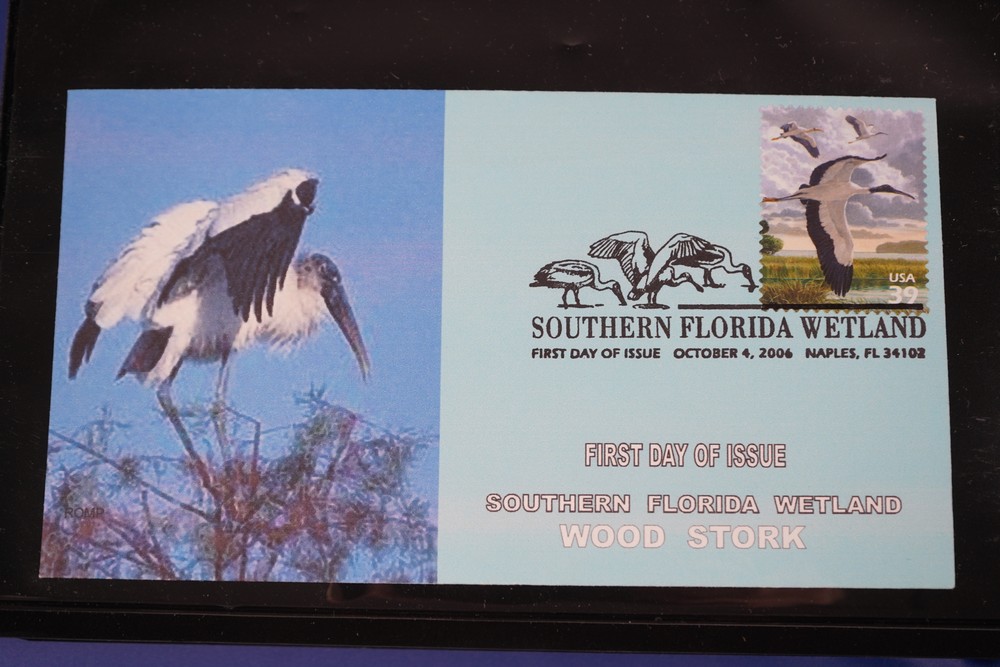 USA
39
SOUTHERN FLORIDA WETLAND
FIRST DAY OF ISSUE OCTOBER 4, 2006 NAPLES, FL 34102
FIRST DAY OF ISSUE
SOUTHERN FLORIDA WETLAND
WOOD STORK
ROMP